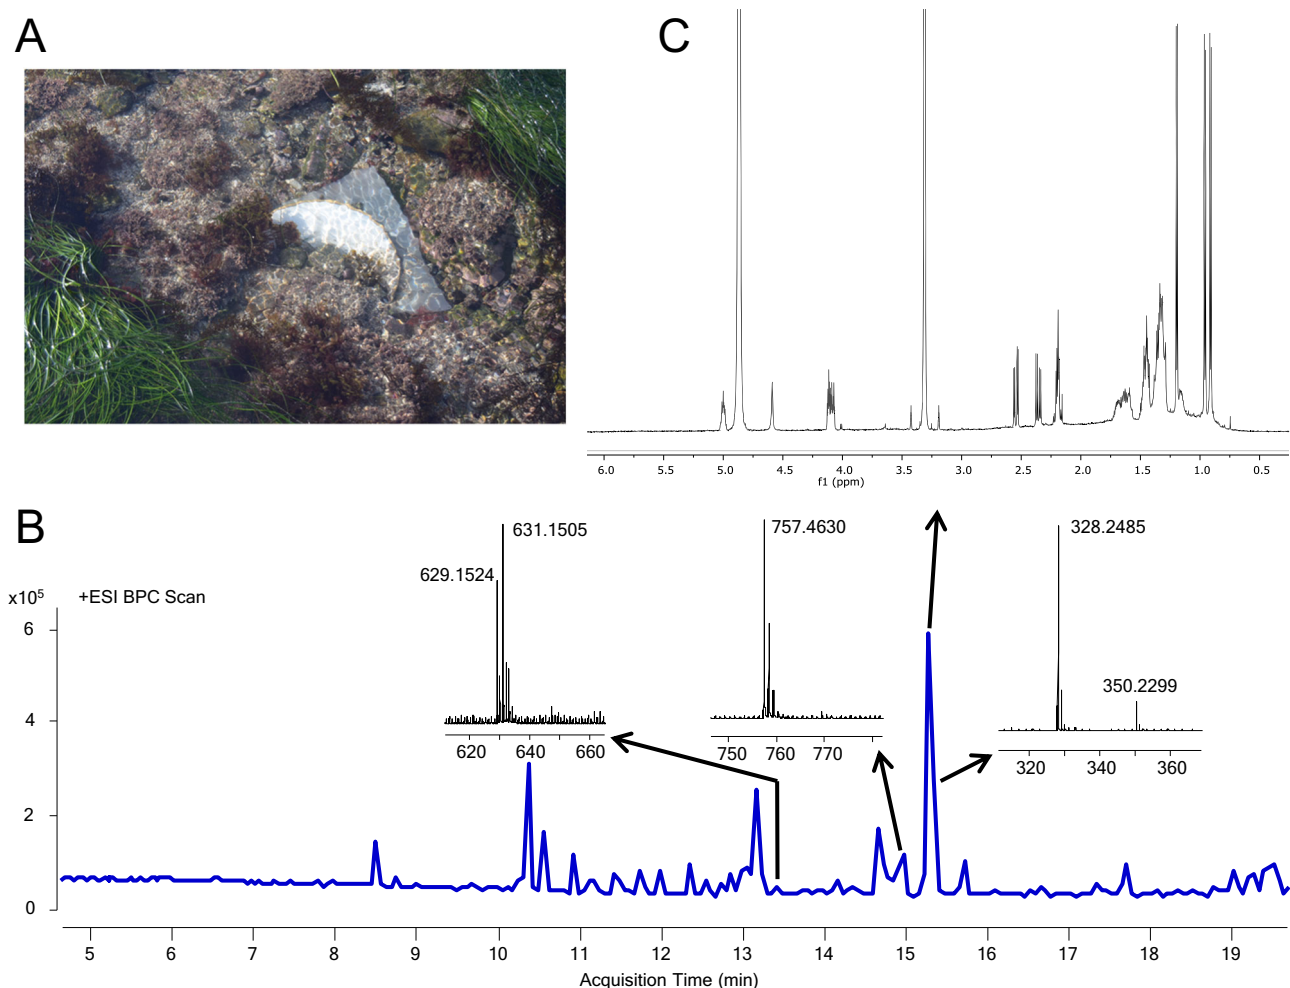 A
C
6.0 5.5 5.0 4.5 4.0 3.5 3.0 2.5 2.0 1.5 1.0 0.5
f1 (ppm)
B
+ESI BPC Scan
x10⁵
6
4
2
0
629.1524
631.1505
620 640 660
757.4630
750 760 770
328.2485
350.2299
320 340 360
5 6 7 8 9 10 11 12 13 14 15 16 17 18 19
Acquisition Time (min)